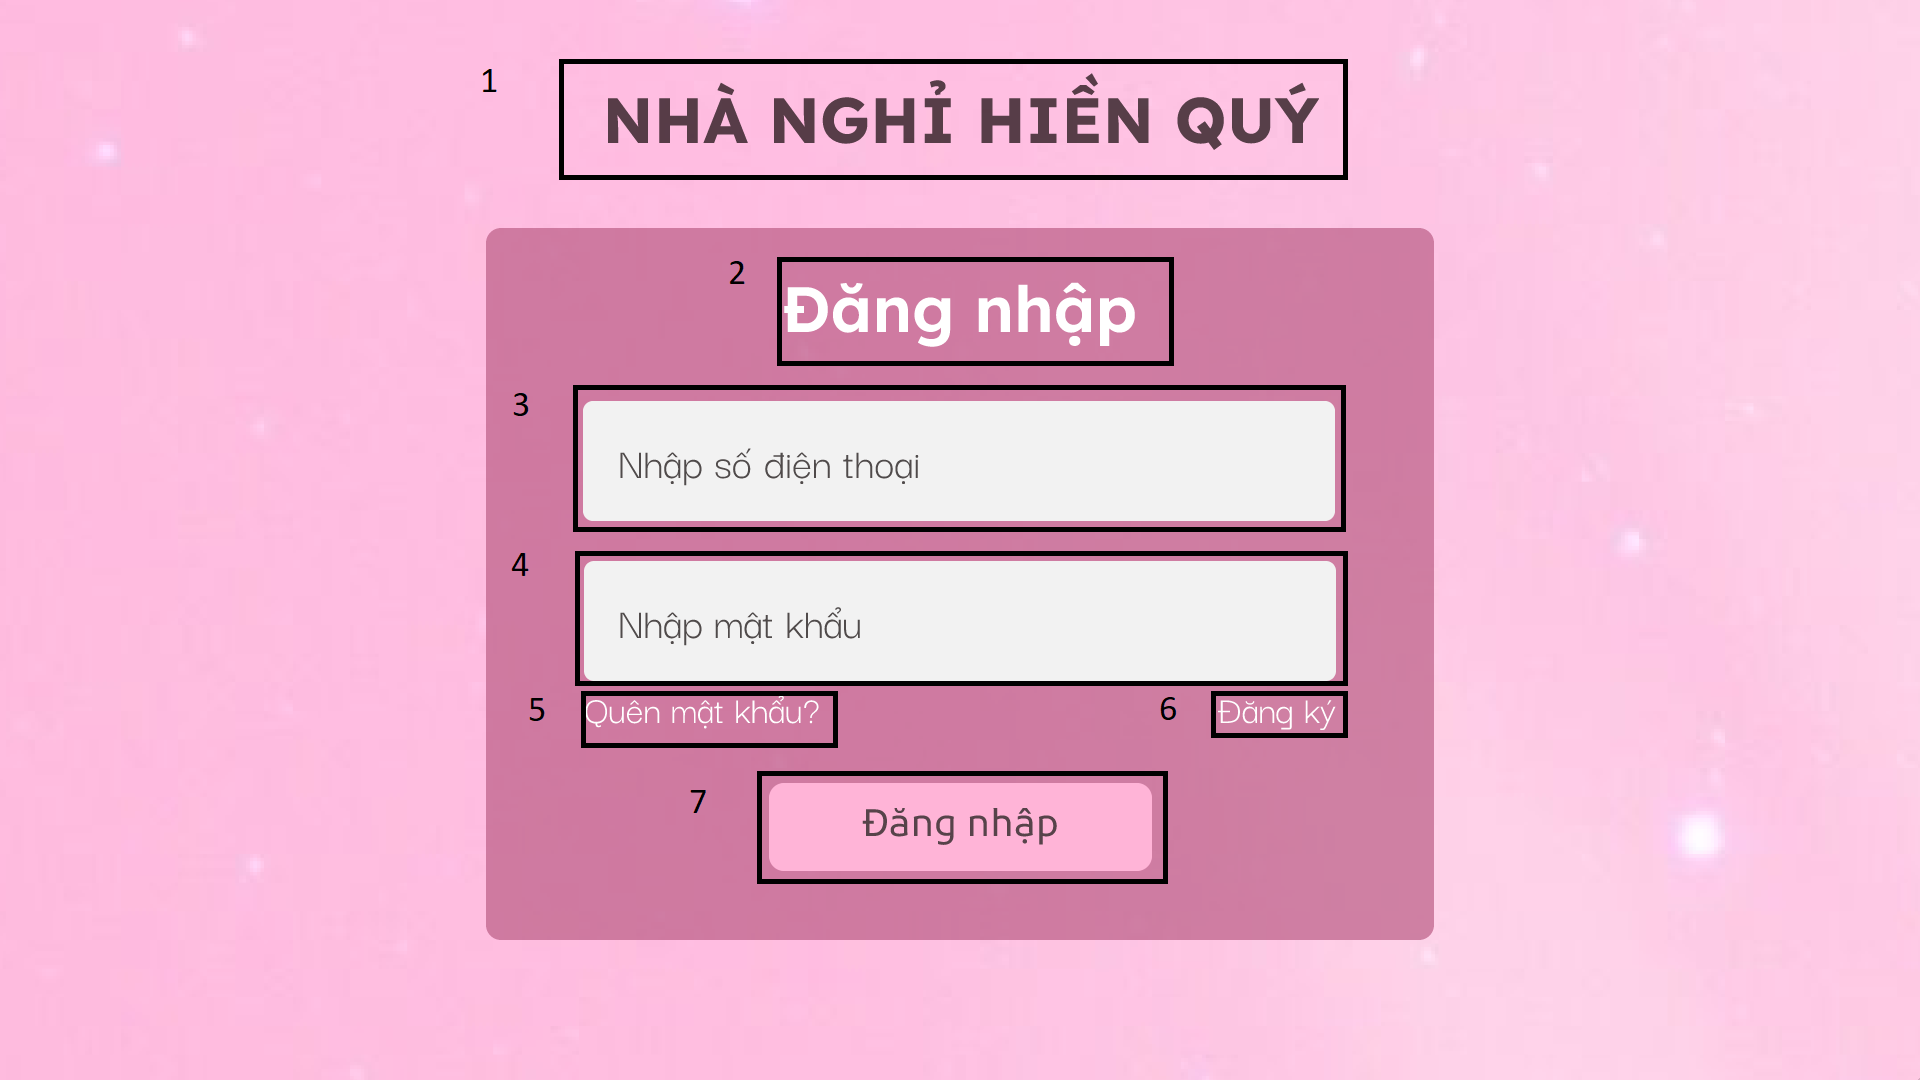 1
NHÀ NGHỈ HIỀN QUÝ
2
Đăng nhập
3
Nhập số điện thoại
4
Nhập mật khẩu
5
Quên mật khẩu?
6
Đăng ký
7
Đăng nhập